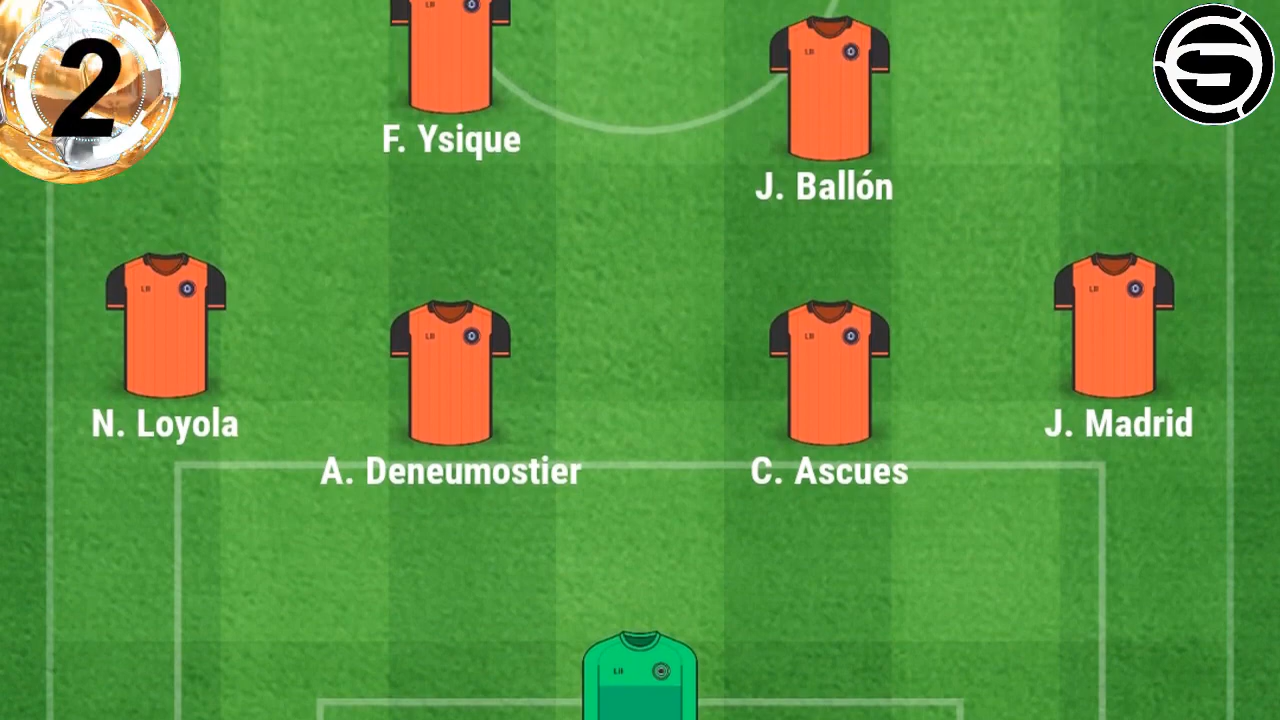 2
F. Ysique
J. Ballón
N. Loyola
J. Madrid
A. Deneumostier
C. Ascues